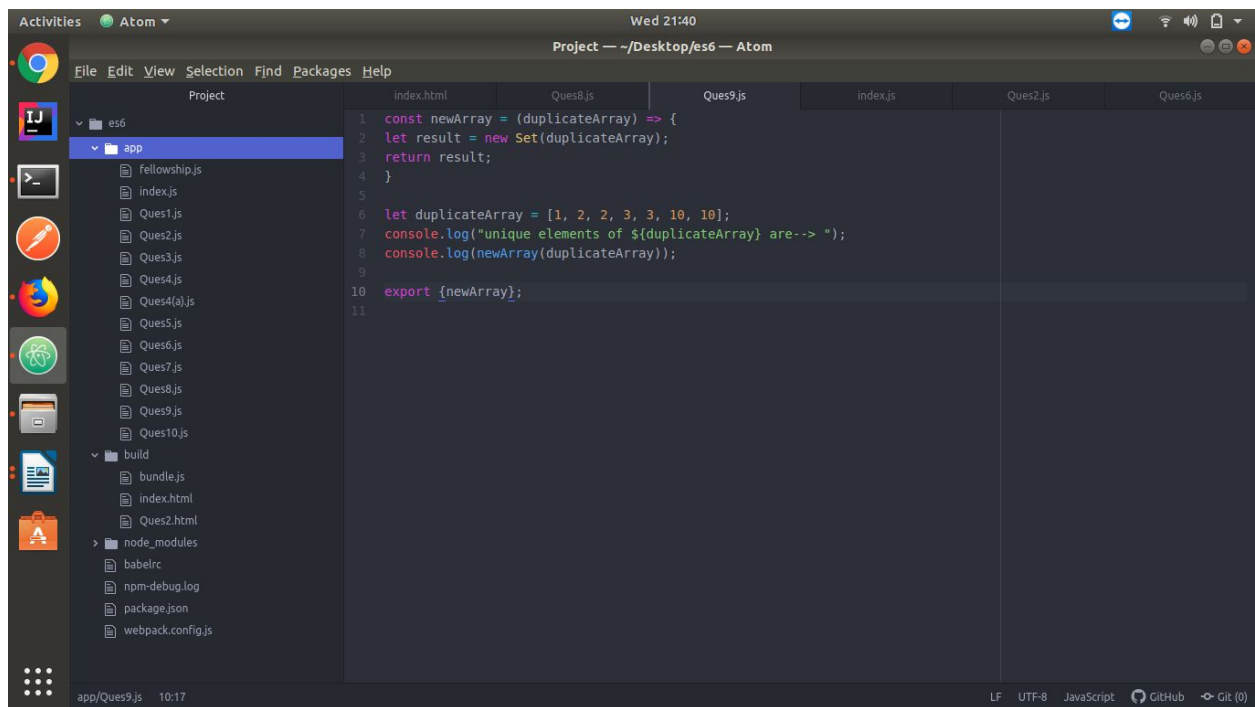 Activities Atom Wed 21:40
Project — ~/Desktop/es6 — Atom
File Edit View Selection Find Packages Help
Project
index.html Ques8.js Ques9.js index.js Ques2.js Ques6.js
es6
app
fellowship.js
index.js
Ques1.js
Ques2.js
Ques3.js
Ques4.js
Ques4(a).js
Ques5.js
Ques6.js
Ques7.js
Ques8.js
Ques9.js
Ques10.js
build
bundle.js
index.html
Ques2.html
node_modules
babelrc
npm-debug.log
package.json
webpack.config.js
1 const newArray = (duplicateArray) => {
2 let result = new Set(duplicateArray);
3 return result;
4 }
5
6 let duplicateArray = [1, 2, 2, 3, 3, 10, 10];
7 console.log("unique elements of ${duplicateArray} are--> ");
8 console.log(newArray(duplicateArray));
9
10 export {newArray};
11
IJ
>_
A
app/Ques9.js 10:17 LF UTF-8 JavaScript GitHub Git (0)